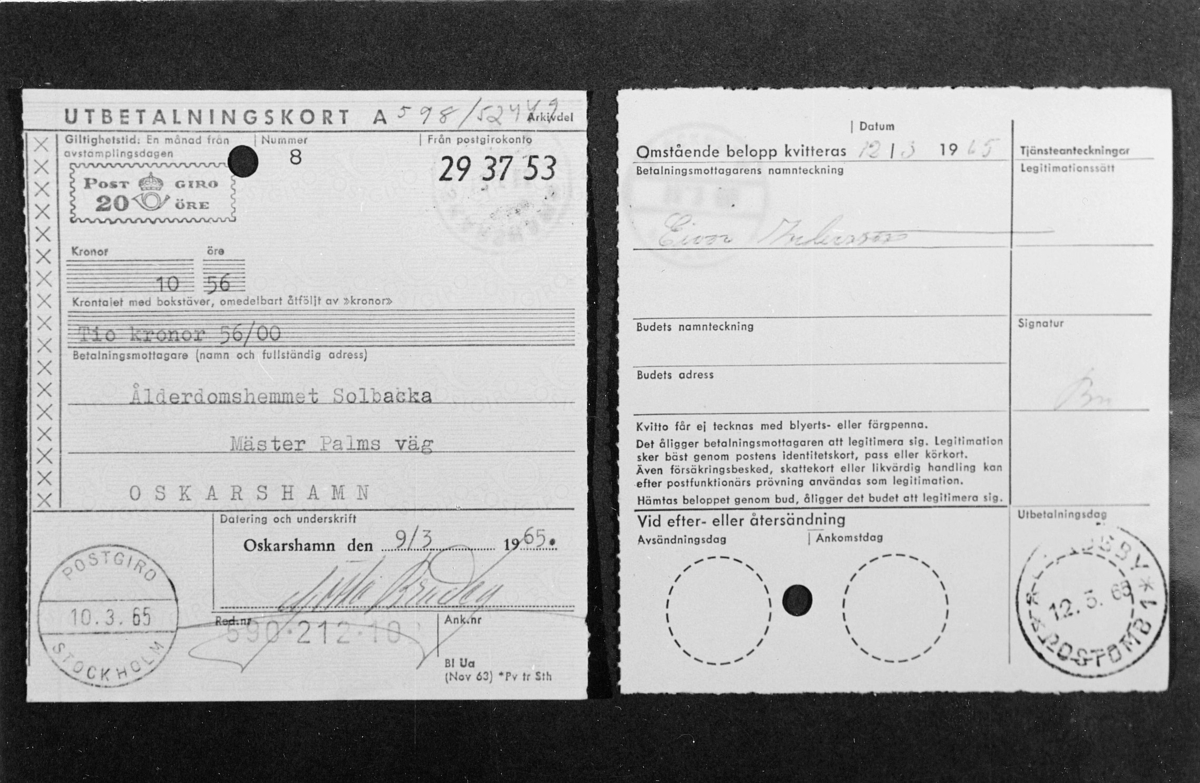 UTBETALNINGSKORT A 598/52449
Arkivdel
Giltighetstid: En månad från
avstamplingsdagen
Nummer
8
Från postgirokonto
29 37 53
POST GIRO
20 ÖRE
Kronor öre
10 56
Krontalet med bokstäver, omedelbart åtföljt av »kronor»
Tio kronor 56/00
Betalningsmottagare (namn och fullständig adress)
Ålderdomshemmet Solbacka
Mäster Palms väg
OSKARSHAMN
Datering och underskrift
Oskarshamn den 9/3 1965.
POSTGIRO
10.3.65
STOCKHOLM
Red.nr
590·212·10
Ank.nr
Bl Ua
(Nov 63) *Pv tr Sth
Datum
Omstående belopp kvitteras 12/3 1965
Betalningsmottagarens namnteckning
Eivor
Tjänsteanteckningar
Legitimationssätt
Budets namnteckning
Signatur
Budets adress
Kvitto får ej tecknas med blyerts- eller färgpenna.
Det åligger betalningsmottagaren att legitimera sig. Legitimation
sker bäst genom postens identitetskort, pass eller körkort.
Även försäkringsbesked, skattekort eller likvärdig handling kan
efter postfunktionärs prövning användas som legitimation.
Hämtas beloppet genom bud, åligger det budet att legitimera sig.
Vid efter- eller återsändning
Avsändningsdag
Ankomstdag
Utbetalningsdag
12.3.65
POSTOMB 1